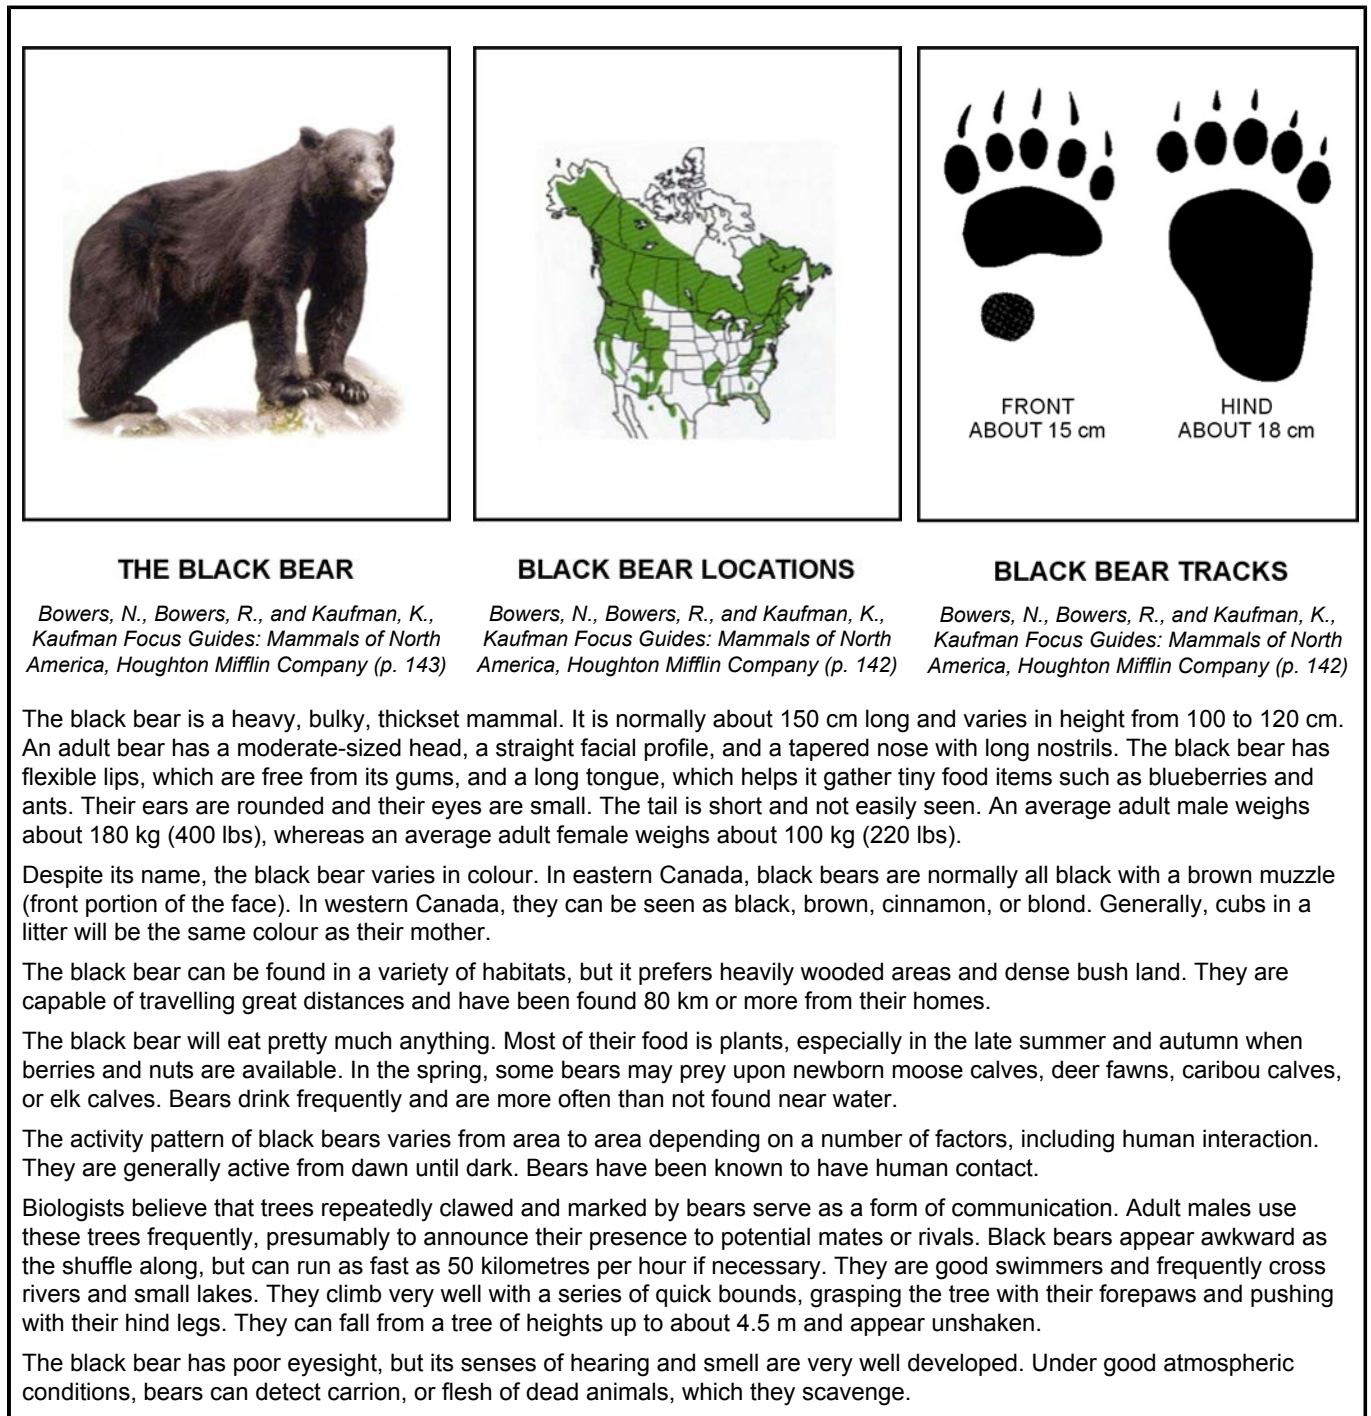 FRONT
ABOUT 15 cm
HIND
ABOUT 18 cm
THE BLACK BEAR
Bowers, N., Bowers, R., and Kaufman, K.,
Kaufman Focus Guides: Mammals of North
America, Houghton Mifflin Company (p. 143)
BLACK BEAR LOCATIONS
Bowers, N., Bowers, R., and Kaufman, K.,
Kaufman Focus Guides: Mammals of North
America, Houghton Mifflin Company (p. 142)
BLACK BEAR TRACKS
Bowers, N., Bowers, R., and Kaufman, K.,
Kaufman Focus Guides: Mammals of North
America, Houghton Mifflin Company (p. 142)
The black bear is a heavy, bulky, thickset mammal. It is normally about 150 cm long and varies in height from 100 to 120 cm.
An adult bear has a moderate-sized head, a straight facial profile, and a tapered nose with long nostrils. The black bear has
flexible lips, which are free from its gums, and a long tongue, which helps it gather tiny food items such as blueberries and
ants. Their ears are rounded and their eyes are small. The tail is short and not easily seen. An average adult male weighs
about 180 kg (400 lbs), whereas an average adult female weighs about 100 kg (220 lbs).
Despite its name, the black bear varies in colour. In eastern Canada, black bears are normally all black with a brown muzzle
(front portion of the face). In western Canada, they can be seen as black, brown, cinnamon, or blond. Generally, cubs in a
litter will be the same colour as their mother.
The black bear can be found in a variety of habitats, but it prefers heavily wooded areas and dense bush land. They are
capable of travelling great distances and have been found 80 km or more from their homes.
The black bear will eat pretty much anything. Most of their food is plants, especially in the late summer and autumn when
berries and nuts are available. In the spring, some bears may prey upon newborn moose calves, deer fawns, caribou calves,
or elk calves. Bears drink frequently and are more often than not found near water.
The activity pattern of black bears varies from area to area depending on a number of factors, including human interaction.
They are generally active from dawn until dark. Bears have been known to have human contact.
Biologists believe that trees repeatedly clawed and marked by bears serve as a form of communication. Adult males use
these trees frequently, presumably to announce their presence to potential mates or rivals. Black bears appear awkward as
the shuffle along, but can run as fast as 50 kilometres per hour if necessary. They are good swimmers and frequently cross
rivers and small lakes. They climb very well with a series of quick bounds, grasping the tree with their forepaws and pushing
with their hind legs. They can fall from a tree of heights up to about 4.5 m and appear unshaken.
The black bear has poor eyesight, but its senses of hearing and smell are very well developed. Under good atmospheric
conditions, bears can detect carrion, or flesh of dead animals, which they scavenge.